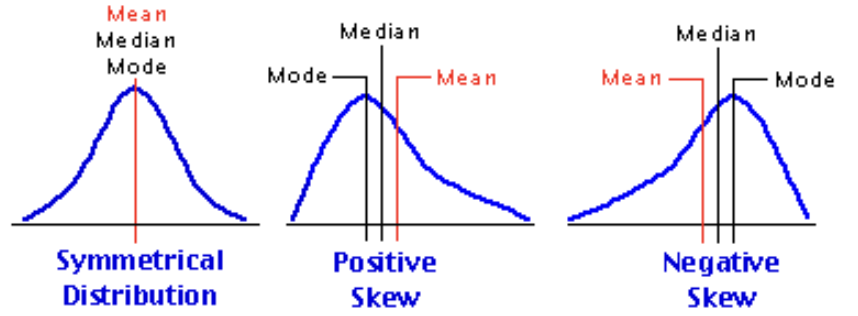 Mean
Median
Mode
Symmetrical
Distribution
Median
Mode
Mean
Positive
Skew
Median
Mean
Mode
Negative
Skew